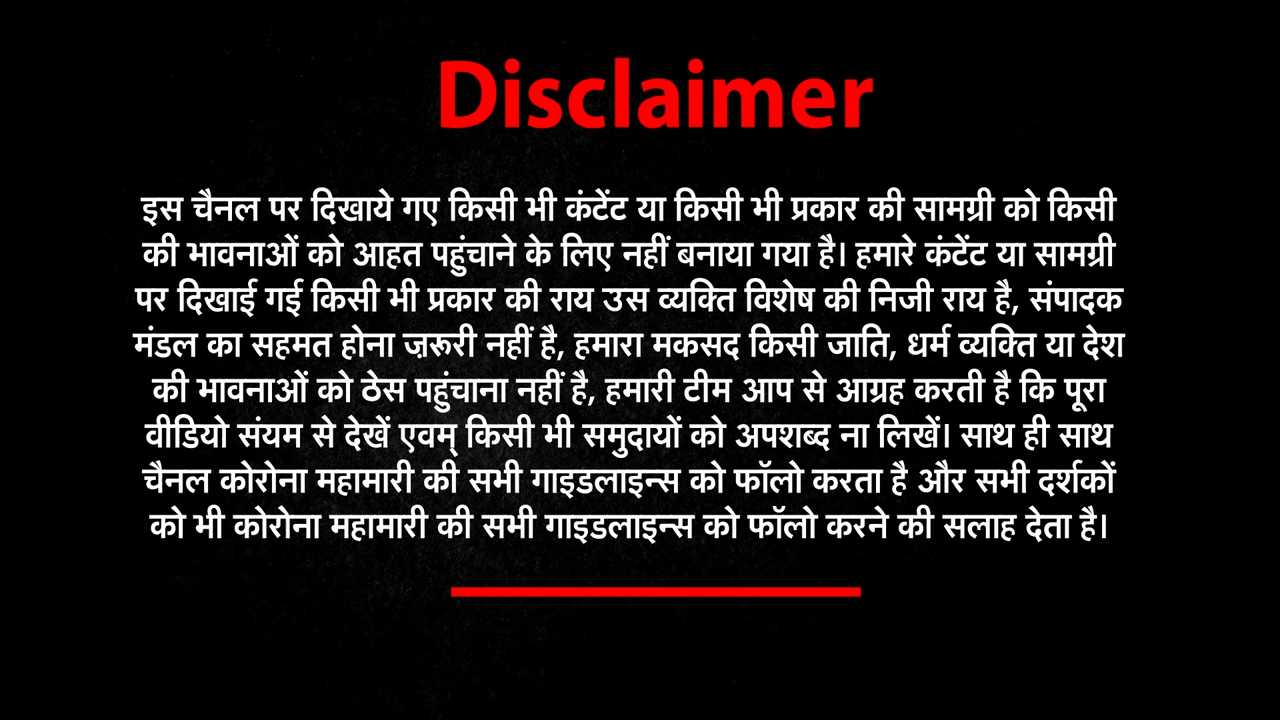 Disclaimer
इस चैनल पर दिखाये गए किसी भी कंटेंट या किसी भी प्रकार की सामग्री को किसी
की भावनाओं को आहत पहुंचाने के लिए नहीं बनाया गया है। हमारे कंटेंट या सामग्री
पर दिखाई गई किसी भी प्रकार की राय उस व्यक्ति विशेष की निजी राय है, संपादक
मंडल का सहमत होना ज़रूरी नहीं है, हमारा मकसद किसी जाति, धर्म व्यक्ति या देश
की भावनाओं को ठेस पहुंचाना नहीं है, हमारी टीम आप से आग्रह करती है कि पूरा
वीडियो संयम से देखें एवम् किसी भी समुदायों को अपशब्द ना लिखें। साथ ही साथ
चैनल कोरोना महामारी की सभी गाइडलाइन्स को फॉलो करता है और सभी दर्शकों
को भी कोरोना महामारी की सभी गाइडलाइन्स को फॉलो करने की सलाह देता है।